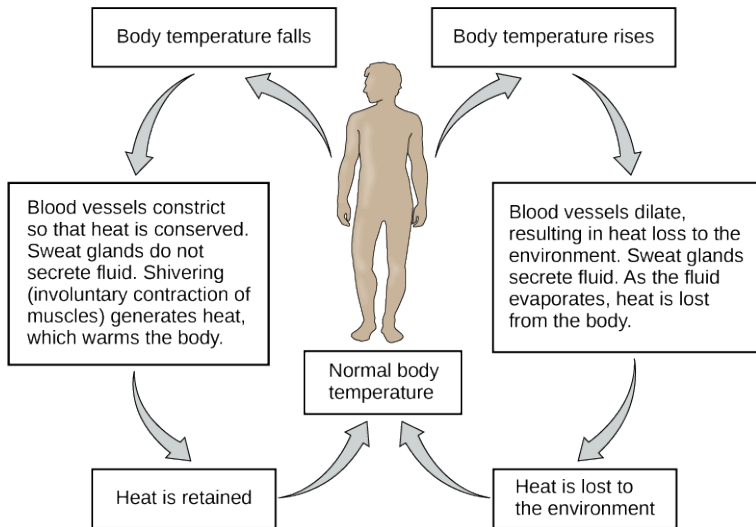 Body temperature falls
Body temperature rises
Blood vessels constrict
so that heat is conserved.
Sweat glands do not
secrete fluid. Shivering
(involuntary contraction of
muscles) generates heat,
which warms the body.
Blood vessels dilate,
resulting in heat loss to the
environment. Sweat glands
secrete fluid. As the fluid
evaporates, heat is lost
from the body.
Normal body
temperature
Heat is retained
Heat is lost to
the environment